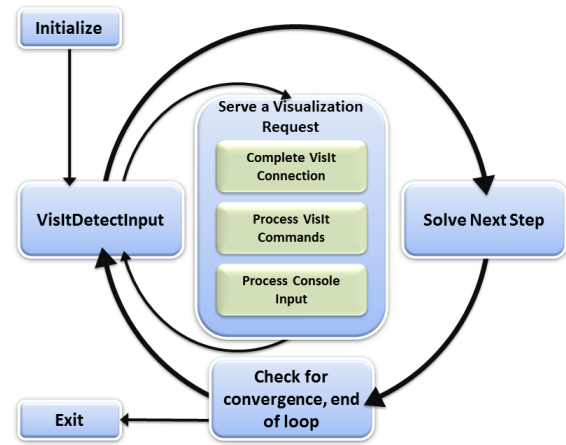 Initialize
Serve a Visualization
Request
Complete VisIt
Connection
Process VisIt
Commands
Process Console
Input
VisItDetectInput
Solve Next Step
Check for
convergence, end
of loop
Exit